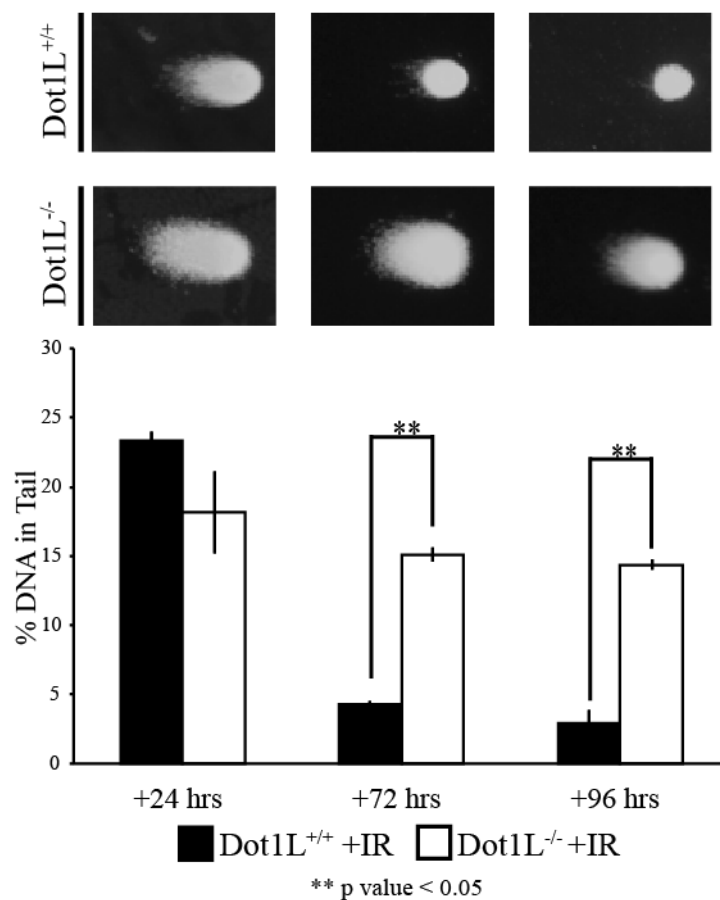 Dot1L+/+
Dot1L-/-
30
25
20
15
10
5
0
% DNA in Tail
**
**
+24 hrs
+72 hrs
+96 hrs
Dot1L+/+ +IR
Dot1L-/- +IR
** p value < 0.05